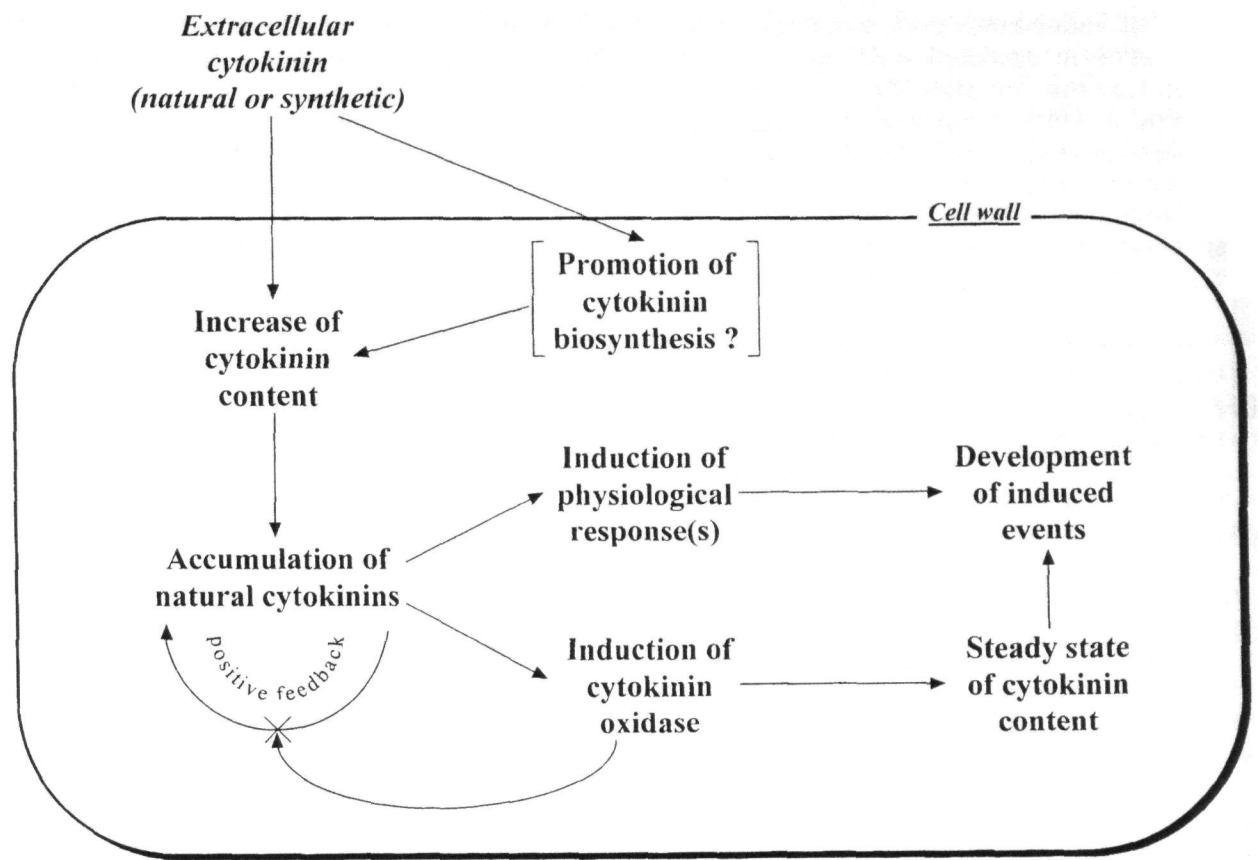 Extracellular
cytokinin
(natural or synthetic)
Cell wall
Promotion of
cytokinin
biosynthesis ?
Increase of
cytokinin
content
Induction of
physiological
response(s)
Development
of induced
events
Accumulation of
natural cytokinins
positive feedback
Induction of
cytokinin
oxidase
Steady state
of cytokinin
content